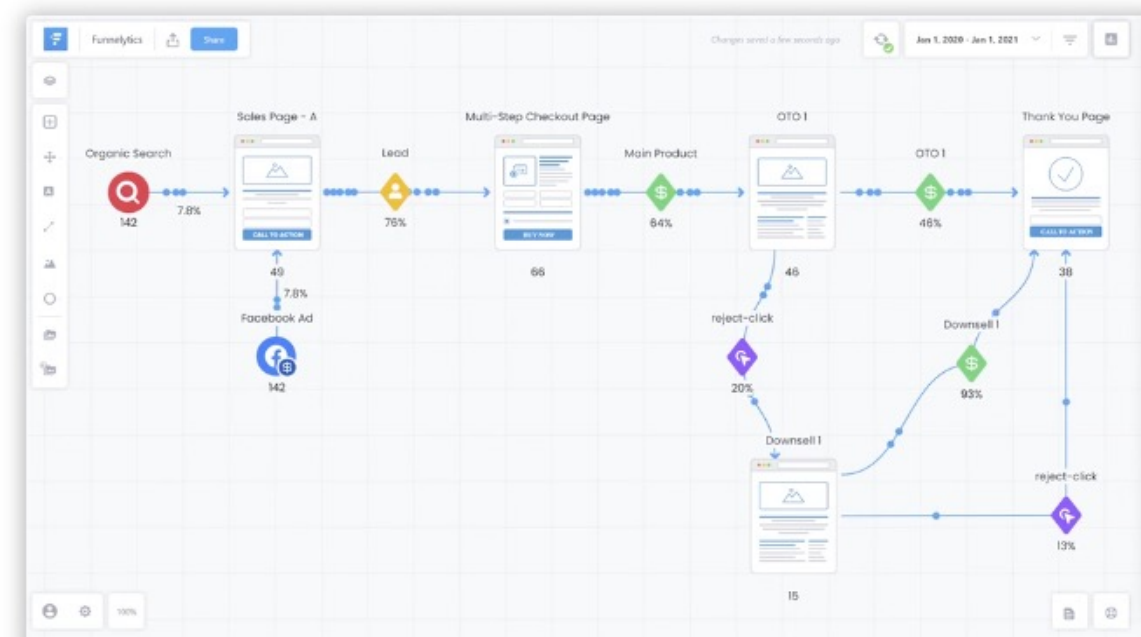 Funnelytics
Share
Changes saved a few seconds ago
Jan 1, 2020 - Jan 1, 2021
Sales Page - A
Multi-Step Checkout Page
OTO 1
Thank You Page
Organic Search
Lead
Main Product
OTO 1
7.8%
142
76%
64%
46%
CALL TO ACTION
BUY NOW
CALL TO ACTION
49
66
46
38
7.8%
Facebook Ad
reject-click
Downsell 1
142
20%
93%
Downsell 1
reject-click
13%
15
100%